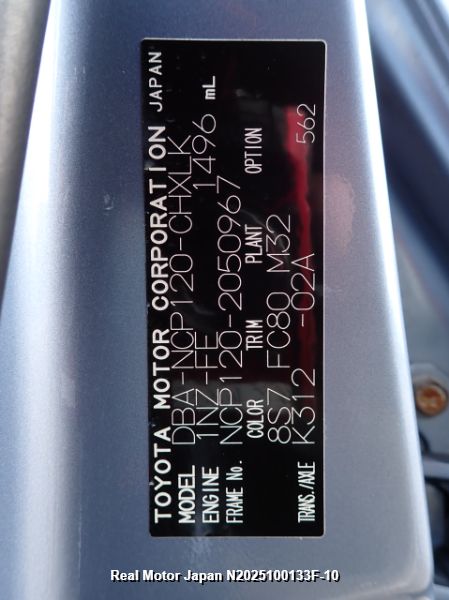 TOYOTA MOTOR CORPORATION JAPAN
MODEL DBA-NCP120-CHXLK
ENGINE 1NZ-FE 1496 mL
FRAME No. NCP120-2050967
COLOR TRIM PLANT OPTION
8S7 FC80 M32 562
TRANS./AXLE K312 -02A
Real Motor Japan N2025100133F-10